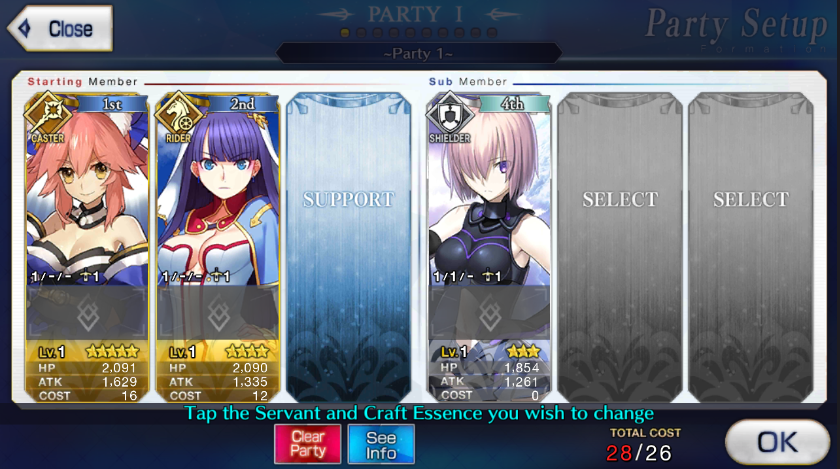 Close
PARTY I
Party Setup
Formation
~Party 1~
Starting Member
Sub Member
1st
CASTER
2nd
RIDER
SUPPORT
4th
SHIELDER
SELECT
SELECT
1/-/- 1
1/-/- 1
1/1/- 1
Lv.1
HP 2,091
ATK 1,629
COST 16
Lv.1
HP 2,090
ATK 1,335
COST 12
Lv.1
HP 1,854
ATK 1,261
COST 0
Tap the Servant and Craft Essence you wish to change
Clear
Party
See
Info
TOTAL COST
28/26
OK